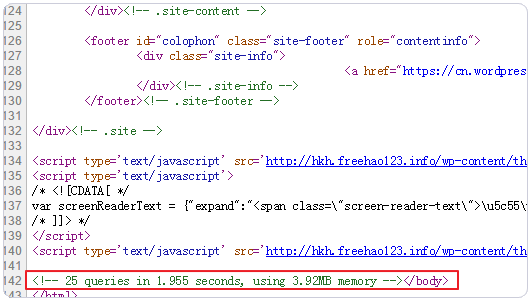 124 </div><!-- .site-content -->
125
126 <footer id="colophon" class="site-footer" role="contentinfo">
127 <div class="site-info">
128 <a href="https://cn.wordpres
129 </div><!-- .site-info -->
130 </footer><!-- .site-footer -->
131
132 </div><!-- .site -->
133
134 <script type='text/javascript' src='http://hkh.freehao123.info/wp-content/th
135 <script type='text/javascript'>
136 /* <![CDATA[ */
137 var screenReaderText = {"expand":"<span class=\"screen-reader-text\">\u5c55\
138 /* ]]> */
139 </script>
140 <script type='text/javascript' src='http://hkh.freehao123.info/wp-content/th
141
142 <!-- 25 queries in 1.955 seconds, using 3.92MB memory --></body>
143 </html>